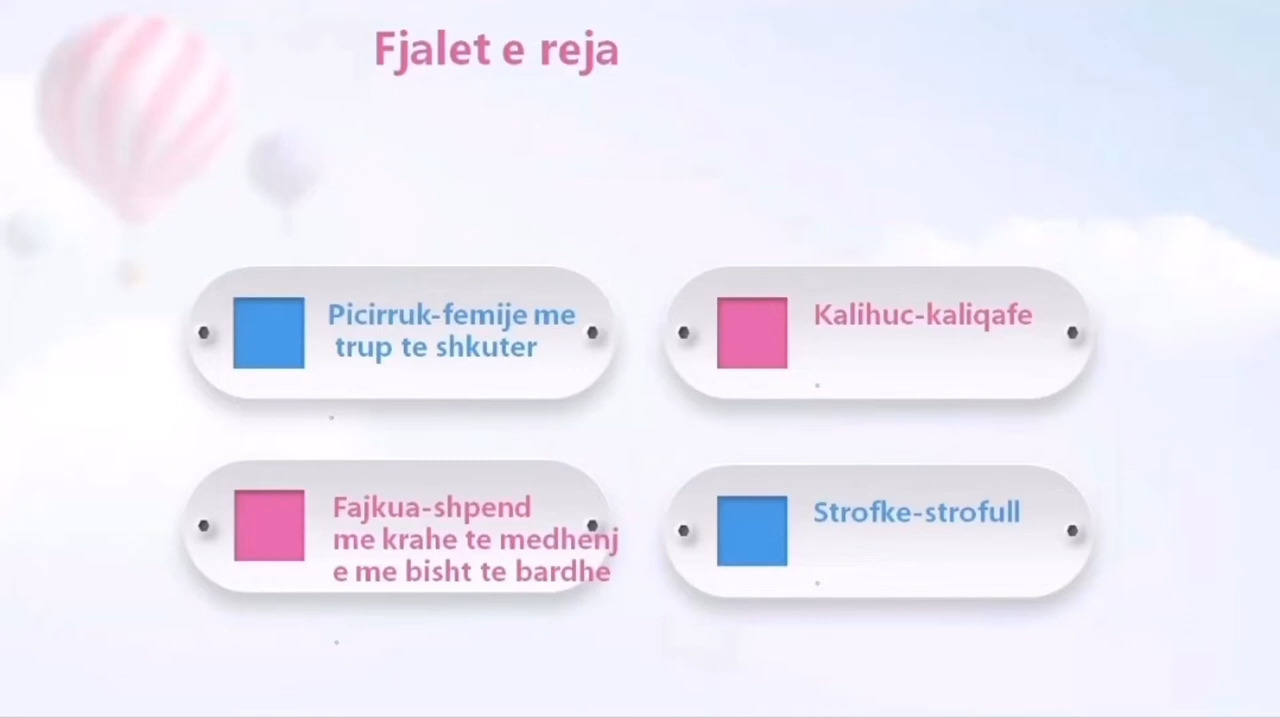 Fjalet e reja
Picirruk-femije me
trup te shkuter
Kalihuc-kaliqafe
Fajkua-shpend
me krahe te medhenj
e me bisht te bardhe
Strofke-strofull